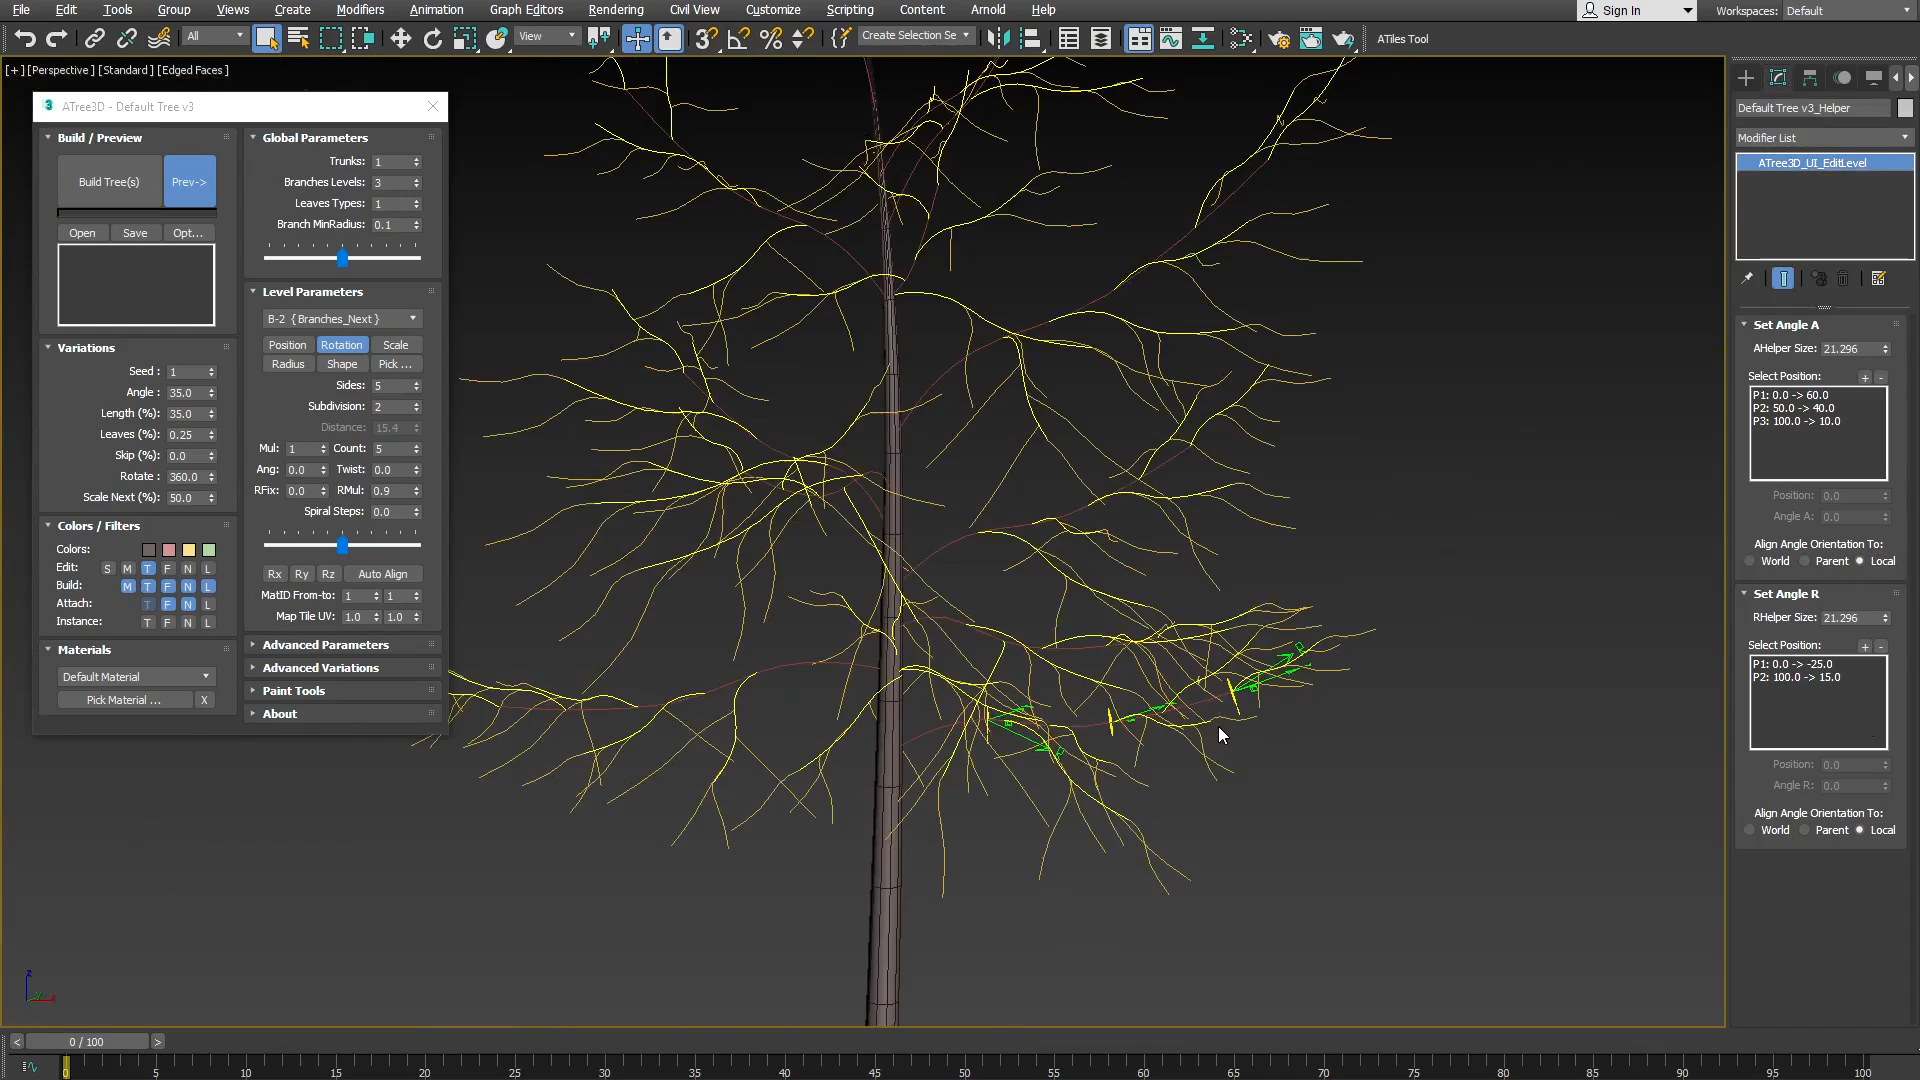 File Edit Tools Group Views Create Modifiers Animation Graph Editors Rendering Civil View Customize Scripting Content Arnold Help Sign In Workspaces: Default
All View Create Selection Se ATiles Tool
[+] [Perspective] [Standard] [Edged Faces]
3 ATree3D - Default Tree v3
Build / Preview
Build Tree(s) Prev->
Open Save Opt...
Variations
Seed : 1
Angle : 35.0
Length (%): 35.0
Leaves (%): 0.25
Skip (%): 0.0
Rotate : 360.0
Scale Next (%): 50.0
Colors / Filters
Colors:
Edit: S M T F N L
Build: M T F N L
Attach: T F N L
Instance: T F N L
Materials
Default Material
Pick Material ... X
Global Parameters
Trunks: 1
Branches Levels: 3
Leaves Types: 1
Branch MinRadius: 0.1
Level Parameters
B-2 {Branches_Next}
Position Rotation Scale
Radius Shape Pick ...
Sides: 5
Subdivision: 2
Distance: 15.4
Mul: 1 Count: 5
Ang: 0.0 Twist: 0.0
RFix: 0.0 RMul: 0.9
Spiral Steps: 0.0
Rx Ry Rz Auto Align
MatID From-to: 1 1
Map Tile UV: 1.0 1.0
Advanced Parameters
Advanced Variations
Paint Tools
About
Default Tree v3_Helper
Modifier List
ATree3D_UI_EditLevel
Set Angle A
AHelper Size: 21.296
Select Position: + -
P1: 0.0 -> 60.0
P2: 50.0 -> 40.0
P3: 100.0 -> 10.0
Position: 0.0
Angle A: 0.0
Align Angle Orientation To:
World Parent Local
Set Angle R
RHelper Size: 21.296
Select Position: + -
P1: 0.0 -> -25.0
P2: 100.0 -> 15.0
Position: 0.0
Angle R: 0.0
Align Angle Orientation To:
World Parent Local
z
x
< 0 / 100 >
0 5 10 15 20 25 30 35 40 45 50 55 60 65 70 75 80 85 90 95 100